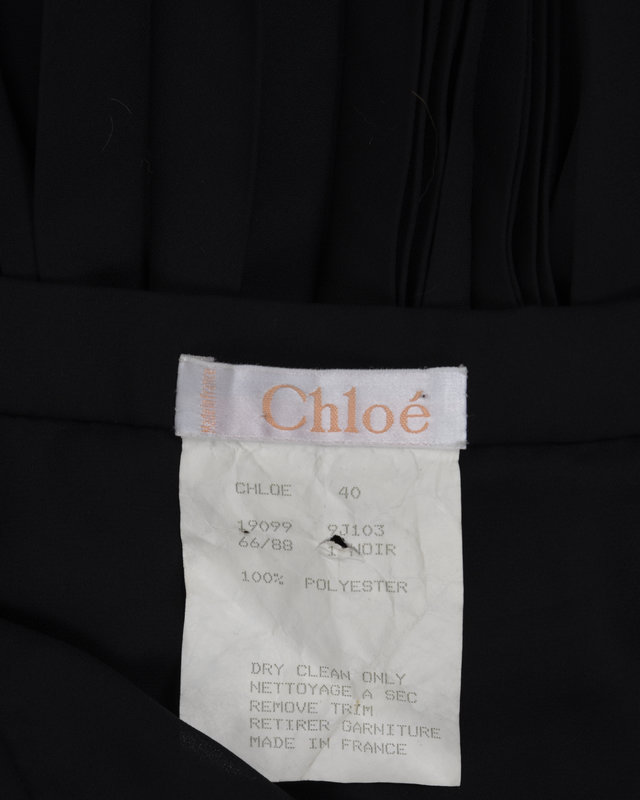 Chloé
CHLOE 40
19099 9J103
66/88 1 NOIR
100% POLYESTER
DRY CLEAN ONLY
NETTOYAGE A SEC
REMOVE TRIM
RETIRER GARNITURE
MADE IN FRANCE